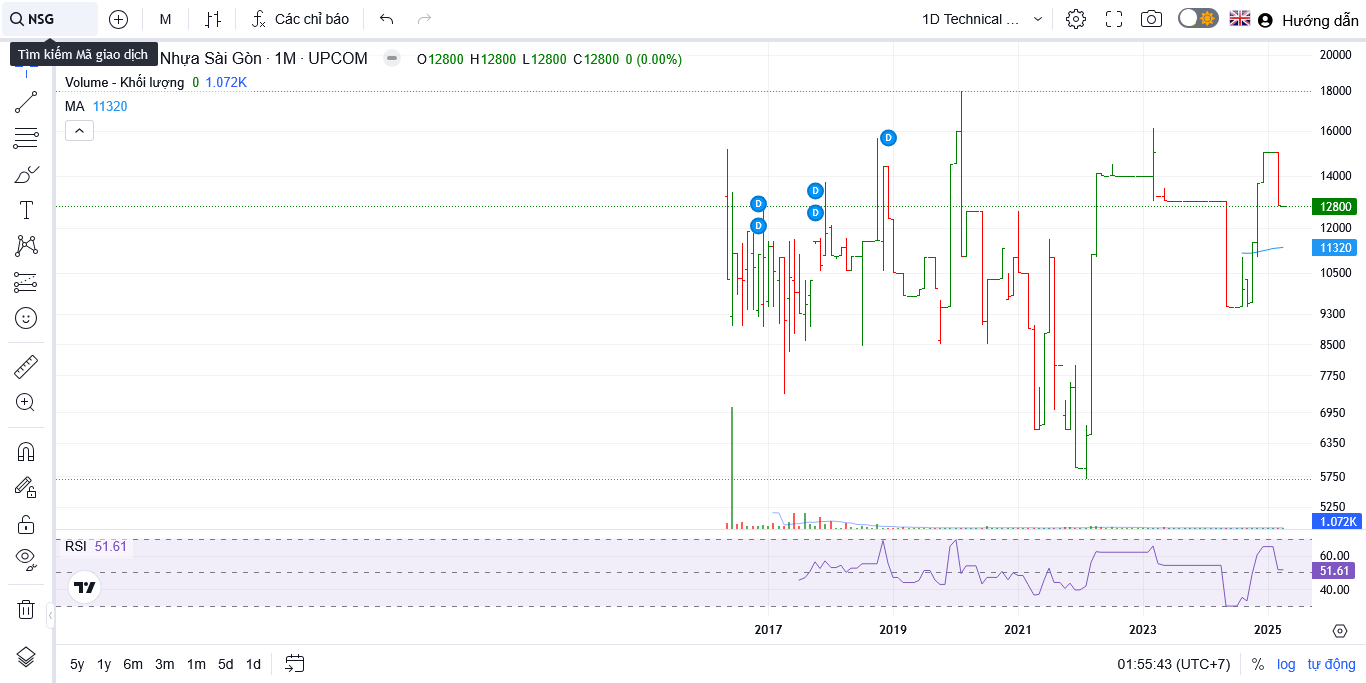 NSG
M
Các chỉ báo
1D Technical ...
Hướng dẫn
Tìm kiếm Mã giao dịch
Nhựa Sài Gòn · 1M · UPCOM
O12800 H12800 L12800 C12800 0 (0.00%)
Volume - Khối lượng 0 1.072K
MA 11320
D
D
D
D
D
20000
18000
16000
14000
12800
12000
11320
10500
9300
8500
7750
6950
6350
5750
5250
1.072K
RSI 51.61
60.00
51.61
40.00
2017 2019 2021 2023 2025
5y 1y 6m 3m 1m 5d 1d
01:55:43 (UTC+7) % log tự động